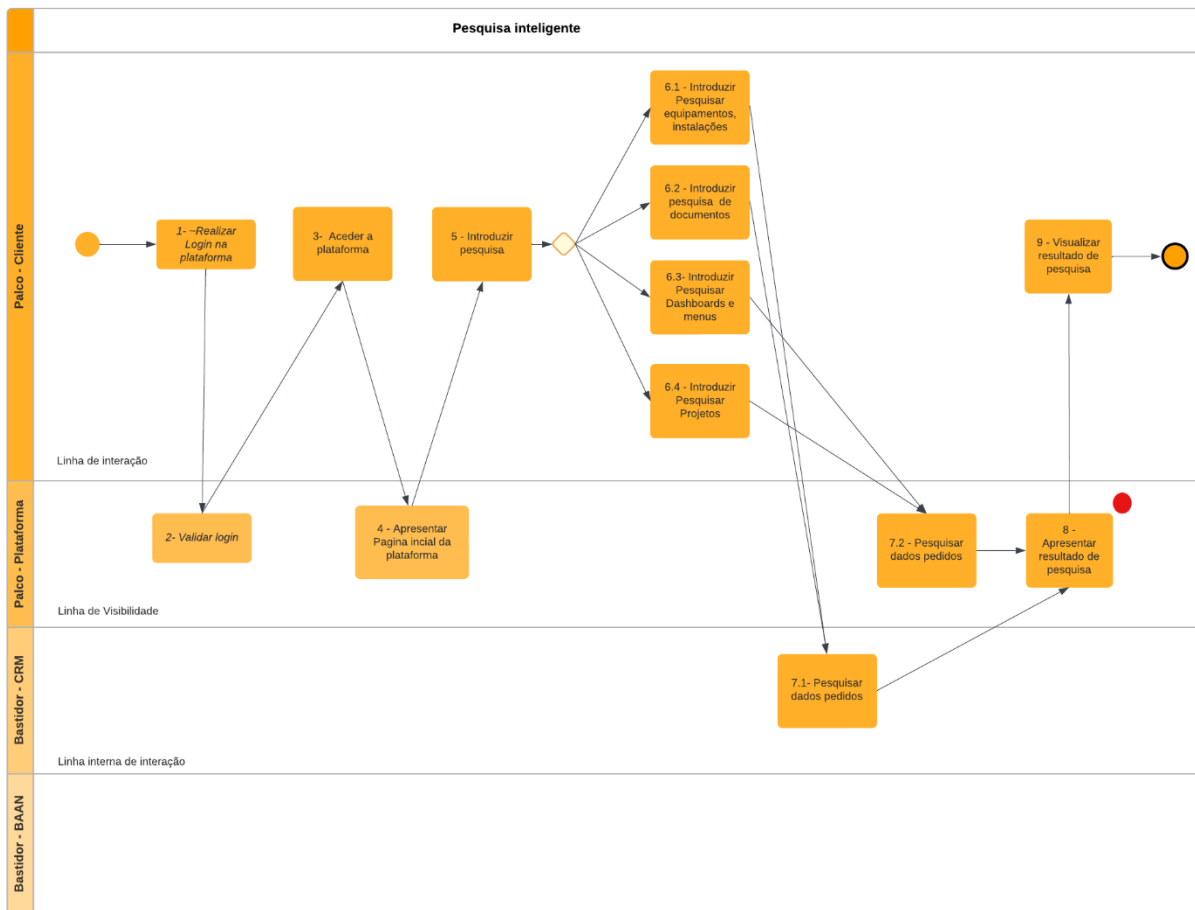 Pesquisa inteligente
Palco - Cliente
6.1 - Introduzir
Pesquisar
equipamentos,
instalações
6.2 - Introduzir
pesquisa de
documentos
1- ~Realizar
Login na
plataforma
3- Aceder a
plataforma
5 - Introduzir
pesquisa
9 - Visualizar
resultado de
pesquisa
6.3- Introduzir
Pesquisar
Dashboards e
menus
6.4 - Introduzir
Pesquisar
Projetos
Linha de interação
Palco - Plataforma
2- Validar login
4 - Apresentar
Pagina incial da
plataforma
7.2 - Pesquisar
dados pedidos
8 -
Apresentar
resultado de
pesquisa
Linha de Visibilidade
Bastidor - CRM
7.1- Pesquisar
dados pedidos
Linha interna de interação
Bastidor - BAAN